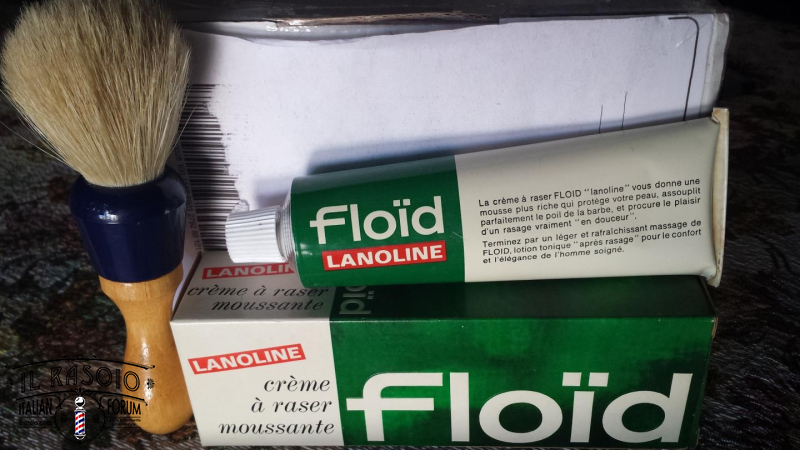 floïd
LANOLINE
La crème à raser FLOID "lanoline" vous donne une
mousse plus riche qui protège votre peau, assouplit
parfaitement le poil de la barbe, et procure le plaisir
d'un rasage vraiment "en douceur".
Terminez par un léger et rafraîchissant massage de
FLOID, lotion tonique "après rasage" pour le confort
et l'élégance de l'homme soigné.
LANOLINE
crème à raser
moussante
LANOLINE
crème
à raser
moussante
floïd
IL RASOIO
ITALIAN FORUM